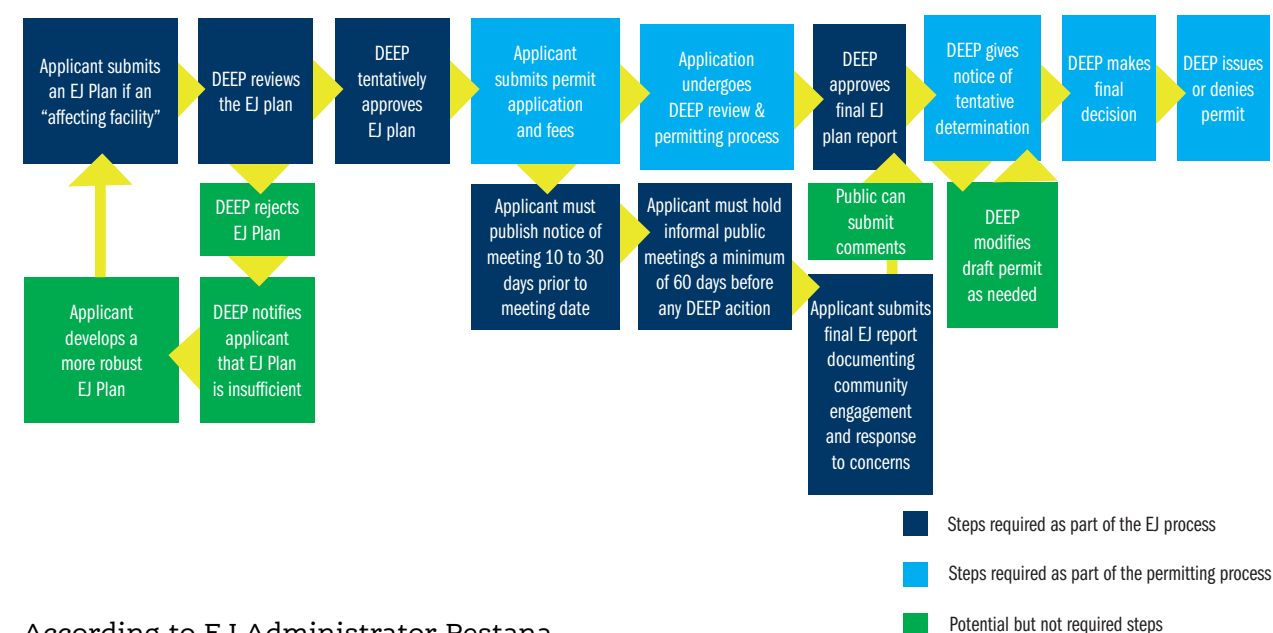 Applicant submits
an EJ Plan if an
“affecting facility”
DEEP reviews
the EJ plan
DEEP
tentatively
approves
EJ plan
Applicant
submits permit
application
and fees
Application
undergoes
DEEP review &
permitting process
DEEP
approves
final EJ
plan report
DEEP gives
notice of
tentative
determination
DEEP makes
final
decision
DEEP issues
or denies
permit
DEEP rejects
EJ Plan
Applicant must
publish notice of
meeting 10 to 30
days prior to
meeting date
Applicant must hold
informal public
meetings a minimum
of 60 days before
any DEEP acition
Public can
submit
comments
DEEP
modifies
draft permit
as needed
Applicant
develops a
more robust
EJ Plan
DEEP notifies
applicant
that EJ Plan
is insufficient
Applicant submits
final EJ report
documenting
community
engagement
and response
to concerns
Steps required as part of the EJ process
Steps required as part of the permitting process
Potential but not required steps
According to EJ Administrator Pestana